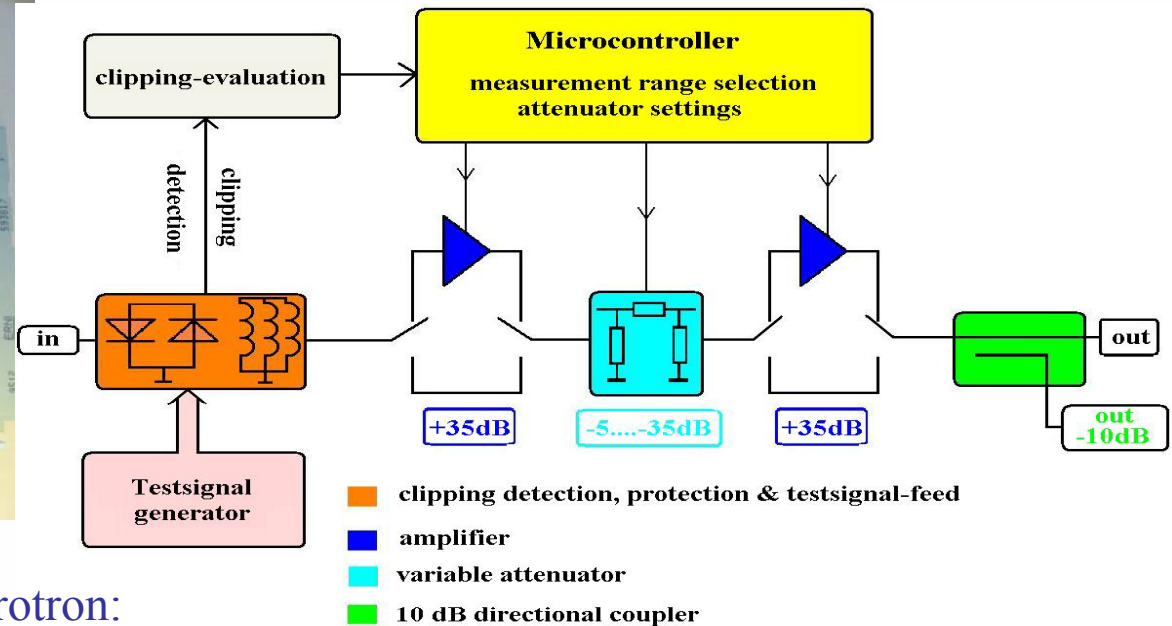 Microcontroller
measurement range selection
attenuator settings
clipping-evaluation
clipping
detection
in
+35dB
-5....-35dB
+35dB
out
out
-10dB
Testsignal
generator
clipping detection, protection & testsignal-feed
amplifier
variable attenuator
10 dB directional coupler
rotron: